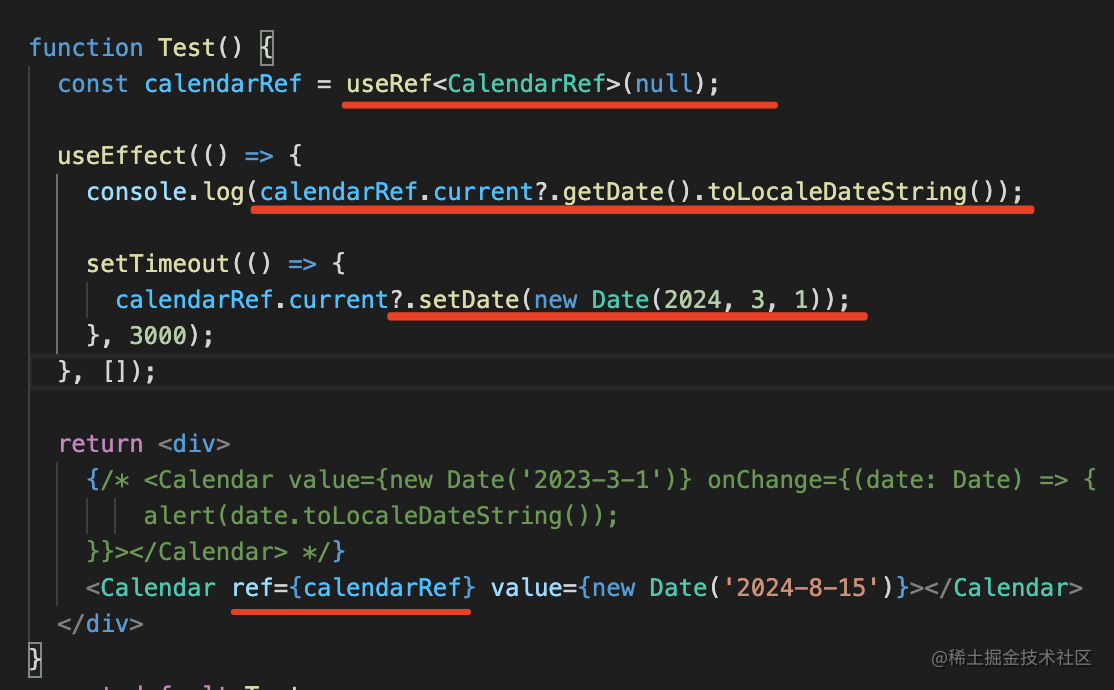 function Test() {
  const calendarRef = useRef<CalendarRef>(null);

  useEffect(() => {
    console.log(calendarRef.current?.getDate().toLocaleDateString());

    setTimeout(() => {
      calendarRef.current?.setDate(new Date(2024, 3, 1));
    }, 3000);
  }, []);

  return <div>
    {/* <Calendar value={new Date('2023-3-1')} onChange={(date: Date) => {
        alert(date.toLocaleDateString());
    }}></Calendar> */}
    <Calendar ref={calendarRef} value={new Date('2024-8-15')}></Calendar>
  </div>
}
@稀土掘金技术社区